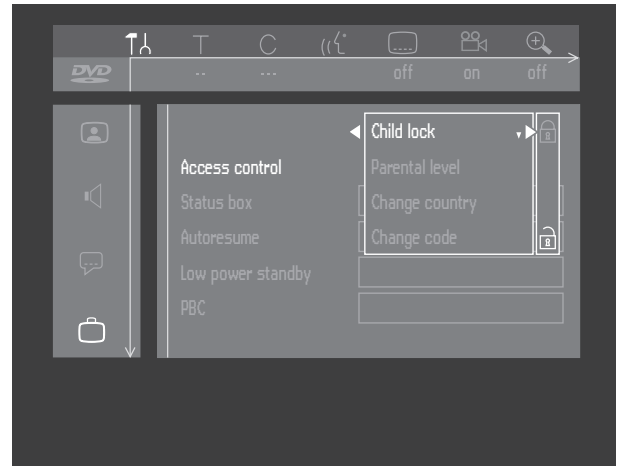 T C
DVD -- --- off on off
Child lock
Access control Parental level
Status box Change country
Autoresume Change code
Low power standby
PBC